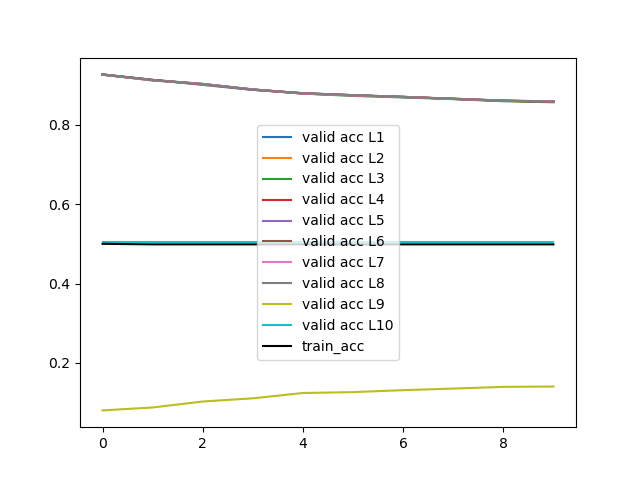 0.8
0.6
0.4
0.2
0 2 4 6 8
valid acc L1
valid acc L2
valid acc L3
valid acc L4
valid acc L5
valid acc L6
valid acc L7
valid acc L8
valid acc L9
valid acc L10
train_acc